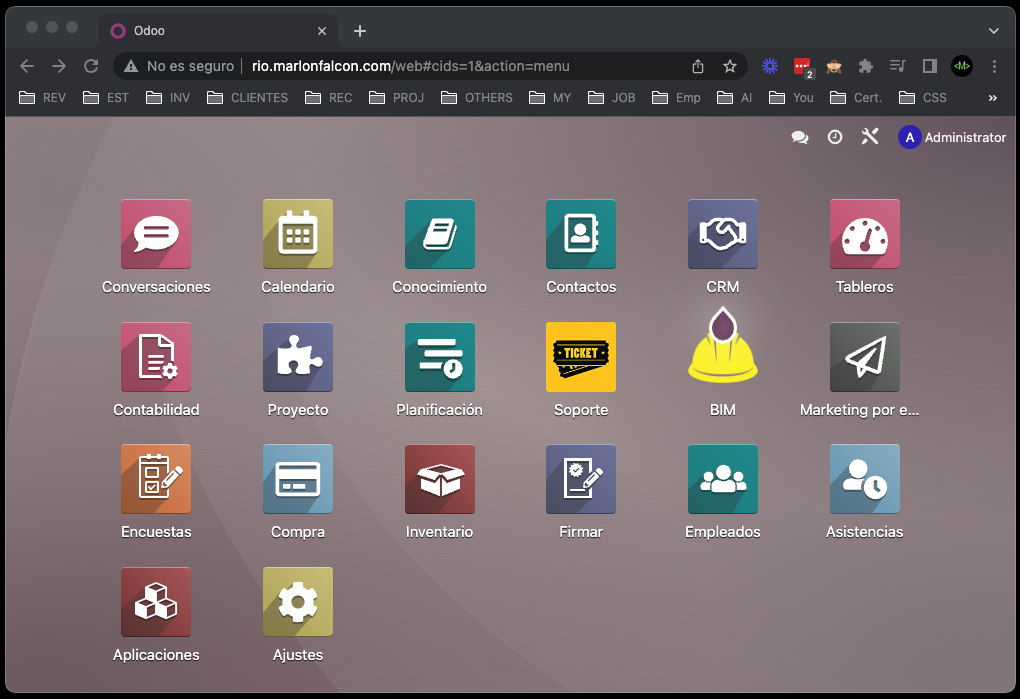 Odoo
No es seguro rio.marlonfalcon.com/web#cids=1&action=menu
2
<M>
REV EST INV CLIENTES REC PROJ OTHERS MY JOB Emp AI You Cert. CSS »
A Administrator
Conversaciones Calendario Conocimiento Contactos CRM Tableros
TICKET
Contabilidad Proyecto Planificación Soporte BIM Marketing por e...
Encuestas Compra Inventario Firmar Empleados Asistencias
Aplicaciones Ajustes